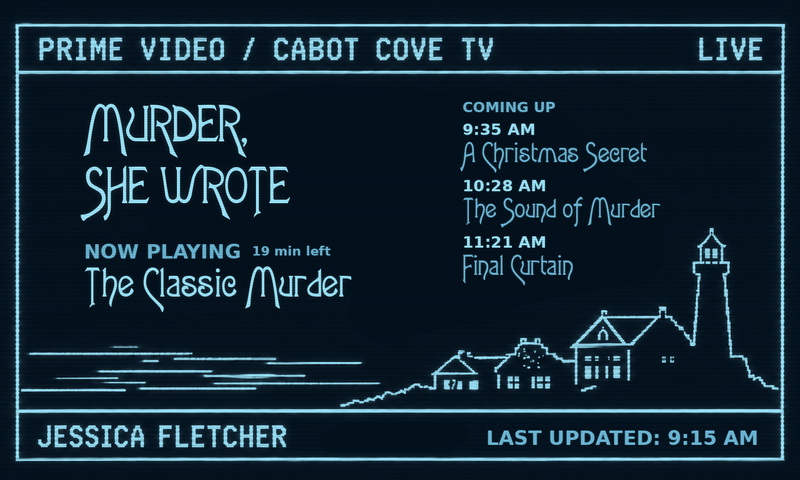 PRIME VIDEO / CABOT COVE TV
LIVE
MURDER,
SHE WROTE
NOW PLAYING 19 min left
The Classic Murder
COMING UP
9:35 AM
A Christmas Secret
10:28 AM
The Sound of Murder
11:21 AM
Final Curtain
JESSICA FLETCHER
LAST UPDATED: 9:15 AM